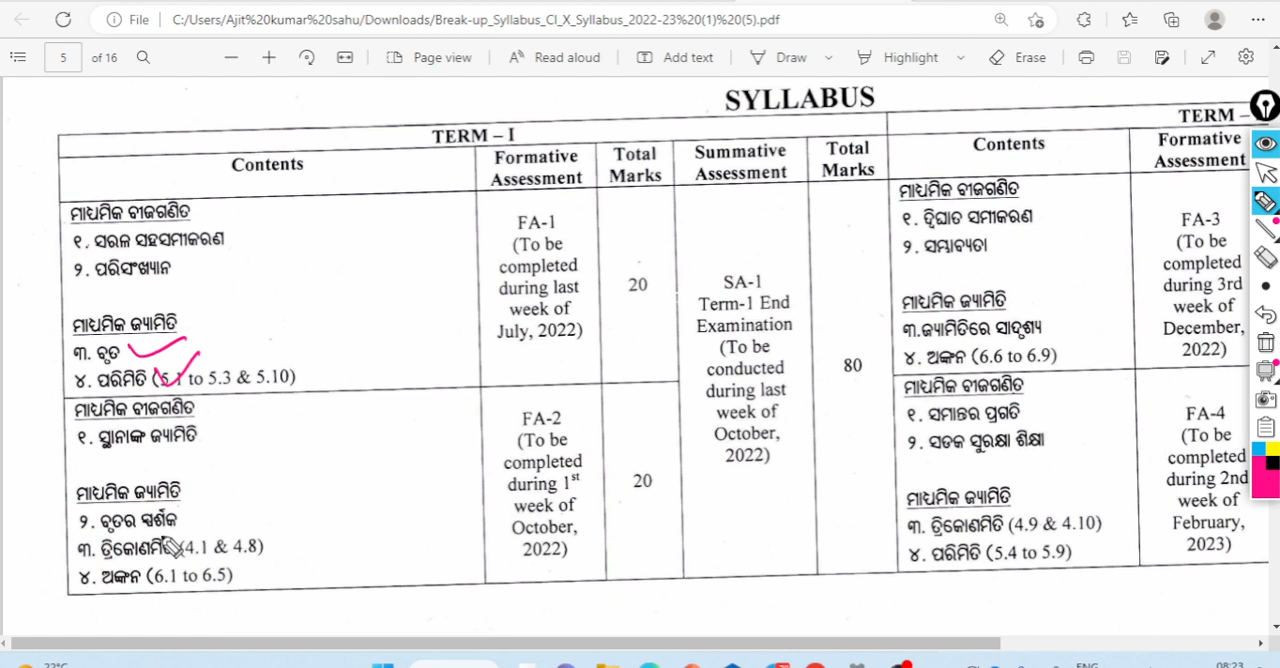 File
C:/Users/Ajit%20kumar%20sahu/Downloads/Break-up_Syllabus_Cl_X_Syllabus_2022-23%20(1)%20(5).pdf
5 of 16
Page view
Read aloud
Add text
Draw
Highlight
Erase
SYLLABUS
TERM – I
Contents
Formative Assessment
Total Marks
Summative Assessment
Total Marks
ମାଧ୍ୟମିକ ବୀଜଗଣିତ
୧. ସରଳ ସହସମୀକରଣ
୨. ପରିସଂଖ୍ୟାନ
ମାଧ୍ୟମିକ ଜ୍ୟାମିତି
୩. ବୃତ
୪. ପରିମିତି (5.1 to 5.3 & 5.10)
FA-1
(To be
completed
during last
week of
July, 2022)
20
ମାଧ୍ୟମିକ ବୀଜଗଣିତ
୧. ସ୍ଥାନାଙ୍କ ଜ୍ୟାମିତି
ମାଧ୍ୟମିକ ଜ୍ୟାମିତି
୨. ବୃତର ସ୍ପର୍ଶକ
୩. ତ୍ରିକୋଣମିତି (4.1 & 4.8)
୪. ଅଙ୍କନ (6.1 to 6.5)
FA-2
(To be
completed
during 1st
week of
October,
2022)
20
SA-1
Term-1 End
Examination
(To be
conducted
during last
week of
October,
2022)
80
TERM –
Contents
Formative Assessment
ମାଧ୍ୟମିକ ବୀଜଗଣିତ
୧. ଦ୍ବିଘାତ ସମୀକରଣ
୨. ସମ୍ଭାବ୍ୟତା
ମାଧ୍ୟମିକ ଜ୍ୟାମିତି
୩.ଜ୍ୟାମିତିରେ ସାଦୃଶ୍ୟ
୪. ଅଙ୍କନ (6.6 to 6.9)
FA-3
(To be
completed
during 3rd
week of
December,
2022)
ମାଧ୍ୟମିକ ବୀଜଗଣିତ
୧. ସମାନ୍ତର ପ୍ରଗତି
୨. ସଡକ ସୁରକ୍ଷା ଶିକ୍ଷା
ମାଧ୍ୟମିକ ଜ୍ୟାମିତି
୩. ତ୍ରିକୋଣମିତି (4.9 & 4.10)
୪. ପରିମିତି (5.4 to 5.9)
FA-4
(To be
completed
during 2nd
week of
February,
2023)
ENG
08:23